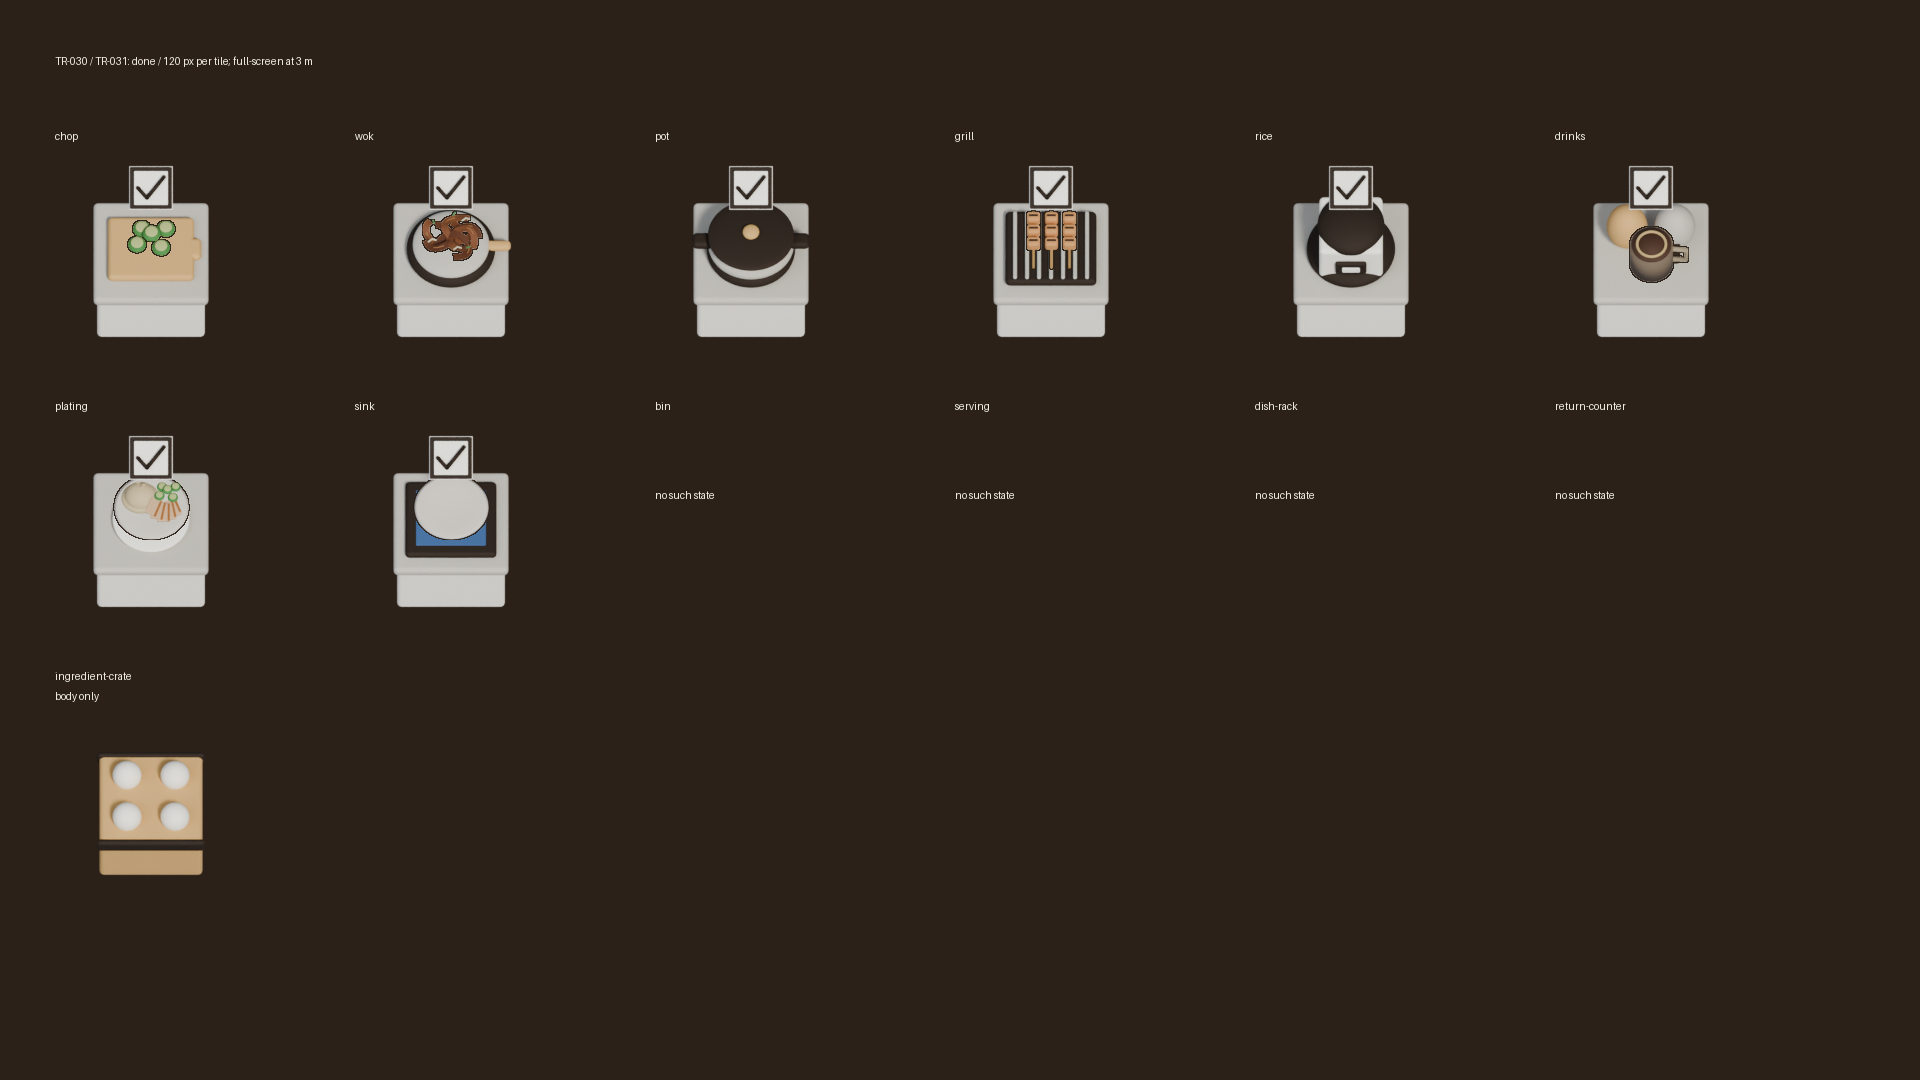 TR-030 / TR-031: done / 120 px per tile; full-screen at 3 m
chop
wok
pot
grill
rice
drinks
plating
sink
bin
serving
dish-rack
return-counter
no such state
no such state
no such state
no such state
ingredient-crate
body only